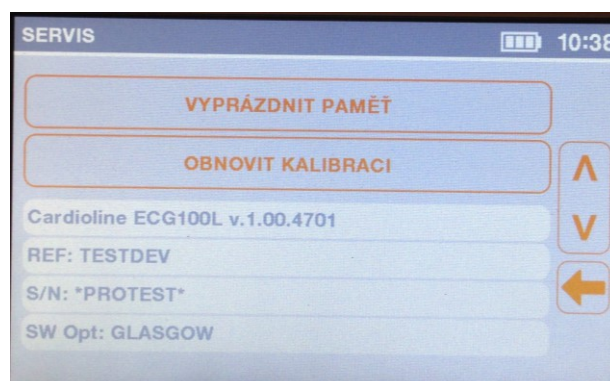 SERVIS
10:38
VYPRÁZDNIT PAMĚŤ
OBNOVIT KALIBRACI
Cardioline ECG100L v.1.00.4701
REF: TESTDEV
S/N: *PROTEST*
SW Opt: GLASGOW